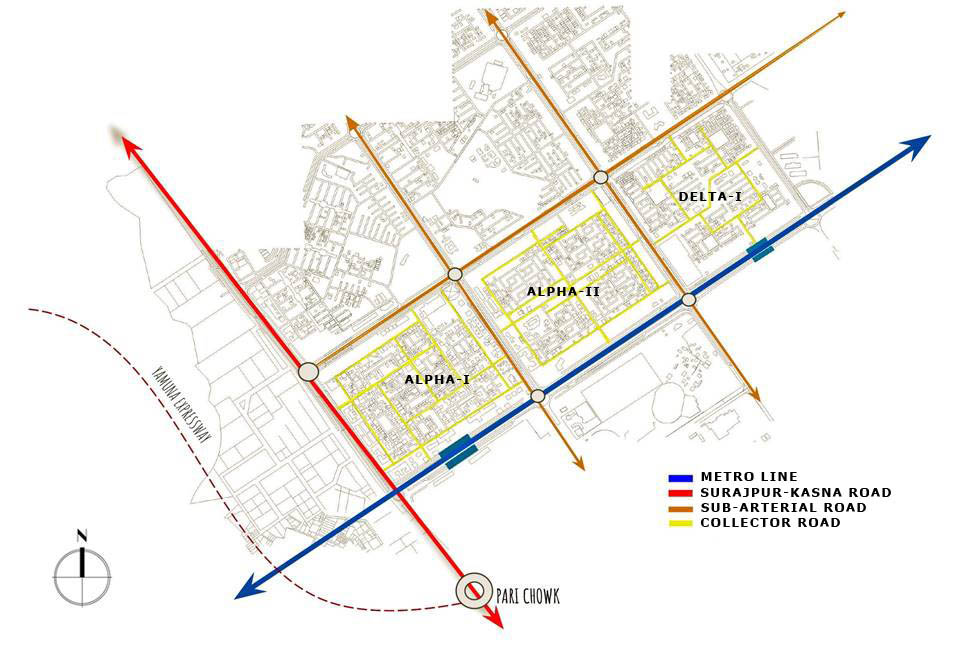 DELTA-I
ALPHA-II
ALPHA-I
YAMUNA EXPRESSWAY
METRO LINE
SURAJPUR-KASNA ROAD
SUB-ARTERIAL ROAD
COLLECTOR ROAD
N
PARI CHOWK